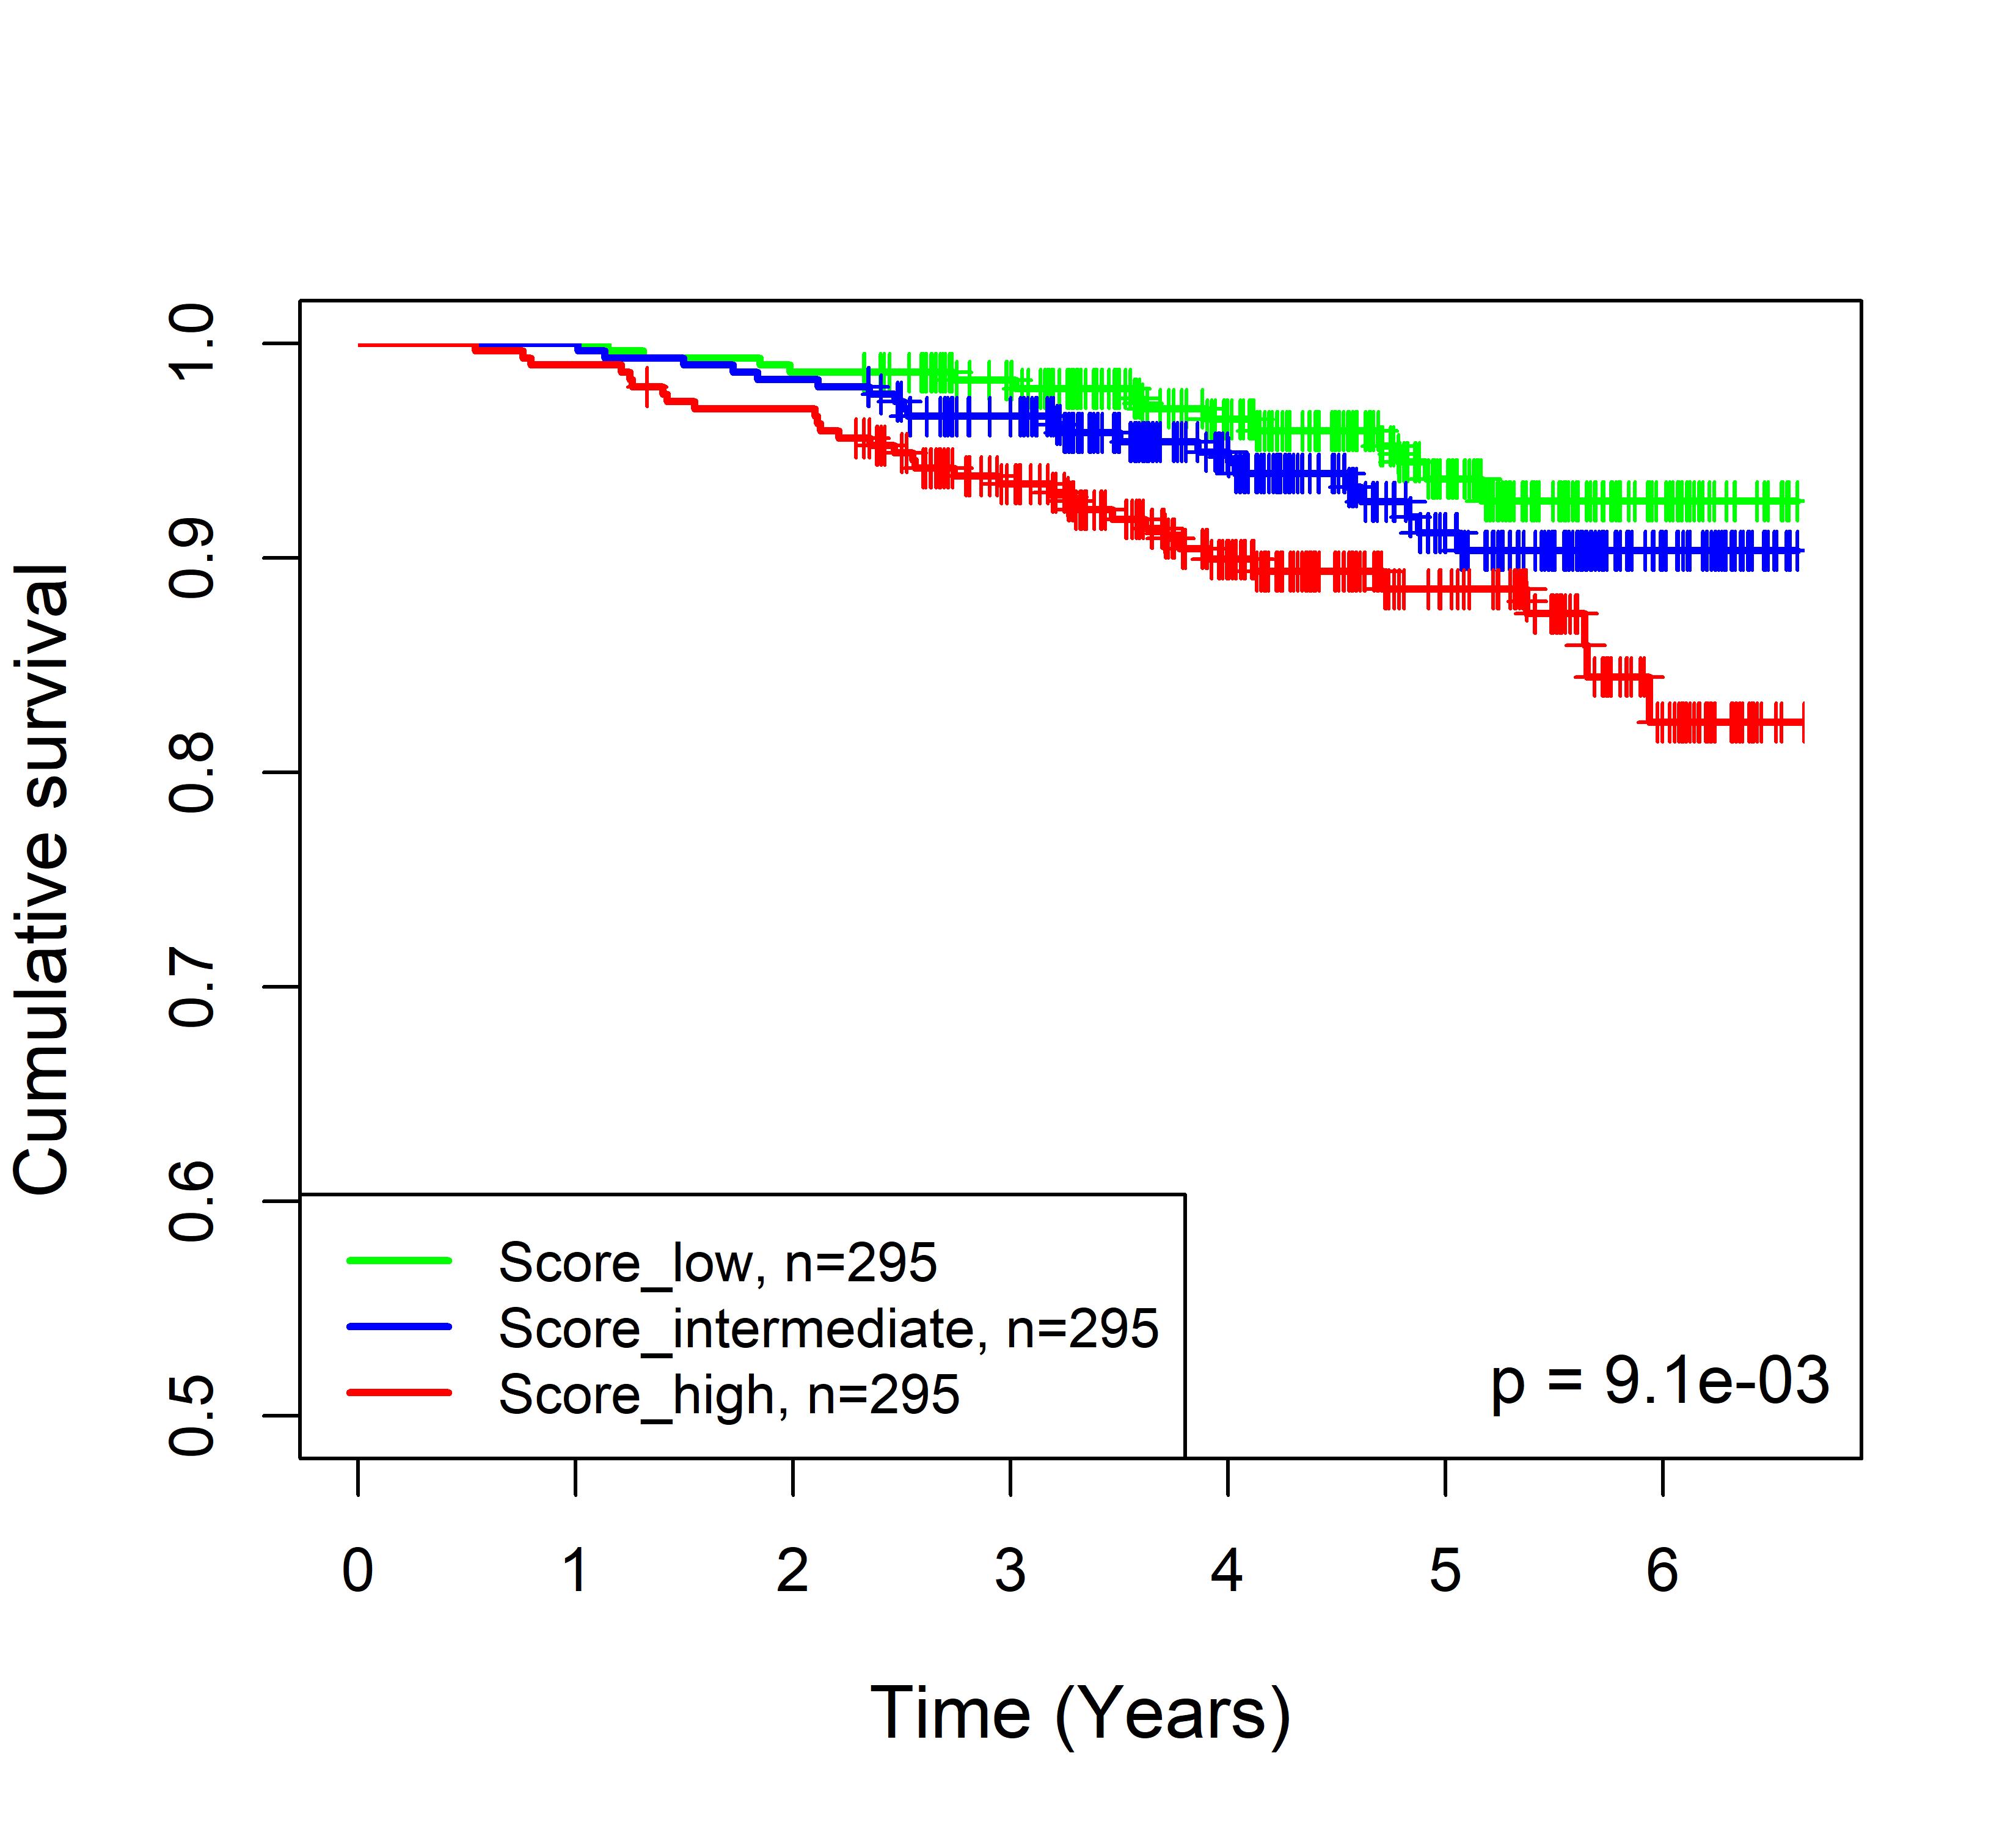 Cumulative survival
1.0
0.9
0.8
0.7
0.6
0.5
Score_low, n=295
Score_intermediate, n=295
Score_high, n=295
p = 9.1e-03
0 1 2 3 4 5 6
Time (Years)